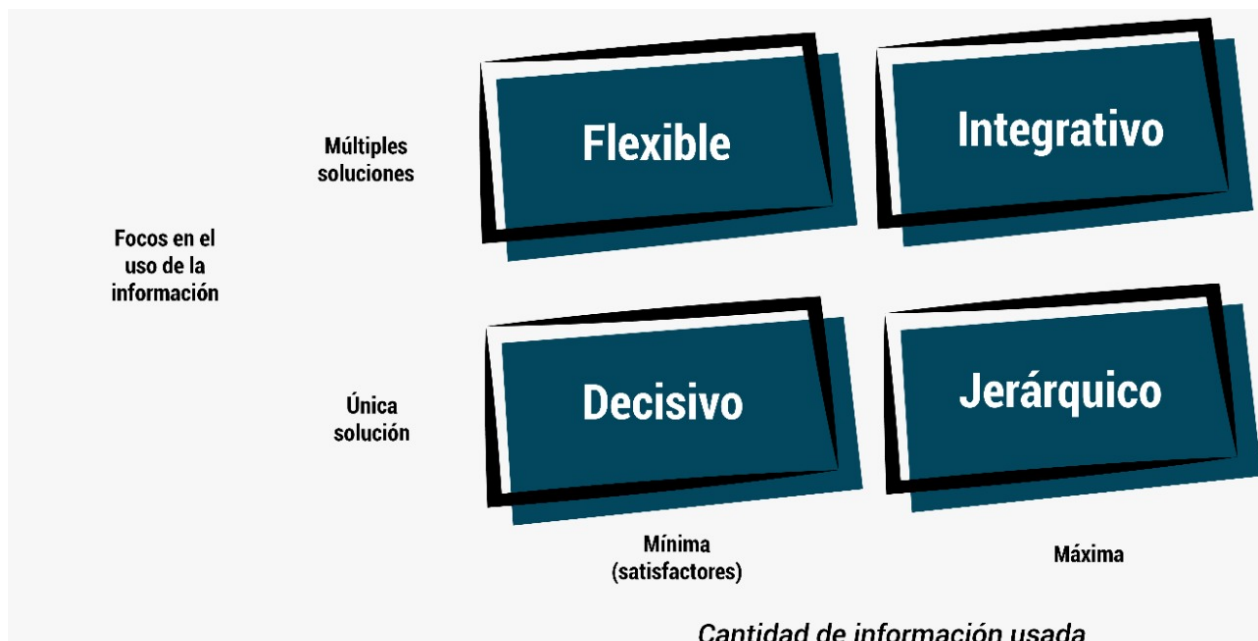 Múltiples
soluciones
Flexible
Integrativo
Focos en el
uso de la
información
Única
solución
Decisivo
Jerárquico
Mínima
(satisfactores)
Máxima
Cantidad de información usada